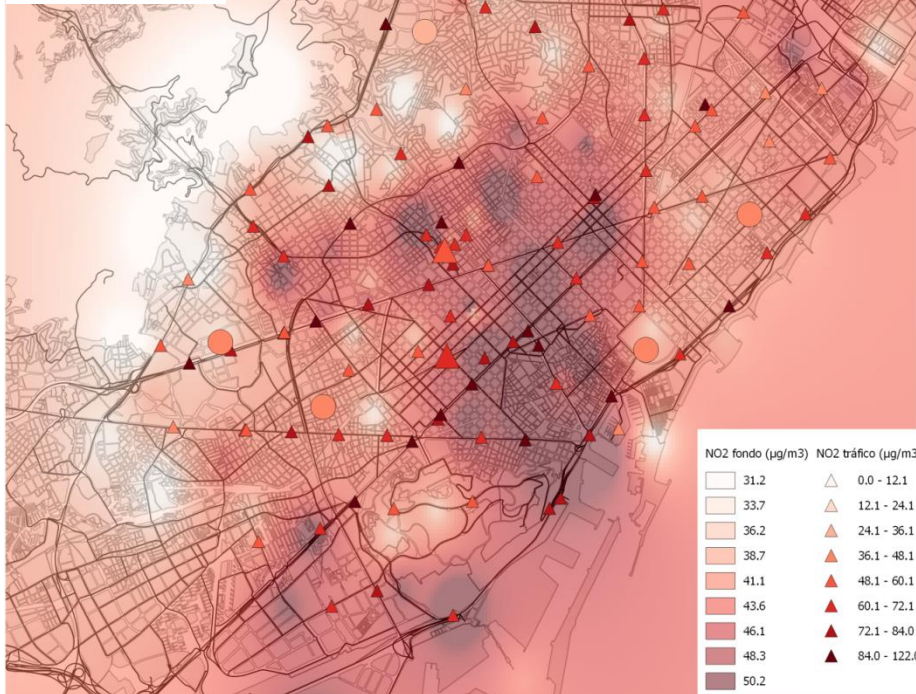 NO2 fondo (µg/m3) NO2 tráfico (µg/m3
31.2 0.0 - 12.1
33.7 12.1 - 24.1
36.2 24.1 - 36.1
38.7 36.1 - 48.1
41.1 48.1 - 60.1
43.6 60.1 - 72.1
46.1 72.1 - 84.0
48.3 84.0 - 122.0
50.2